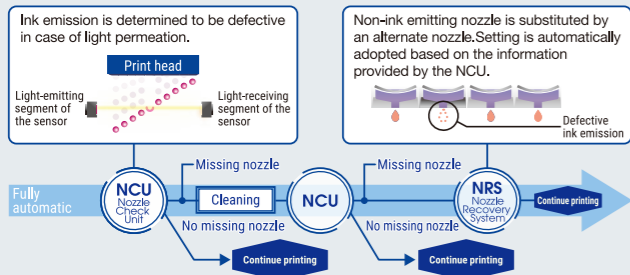 Ink emission is determined to be defective
in case of light permeation.
Print head
Light-emitting
segment of
the sensor
Light-receiving
segment of the
sensor
Non-ink emitting nozzle is substituted by
an alternate nozzle.Setting is automatically
adopted based on the information
provided by the NCU.
Defective
ink emission
Fully
automatic
NCU
Nozzle
Check
Unit
Missing nozzle
Cleaning
No missing nozzle
Continue printing
NCU
Missing nozzle
No missing nozzle
Continue printing
NRS
Nozzle
Recovery
System
Continue printing